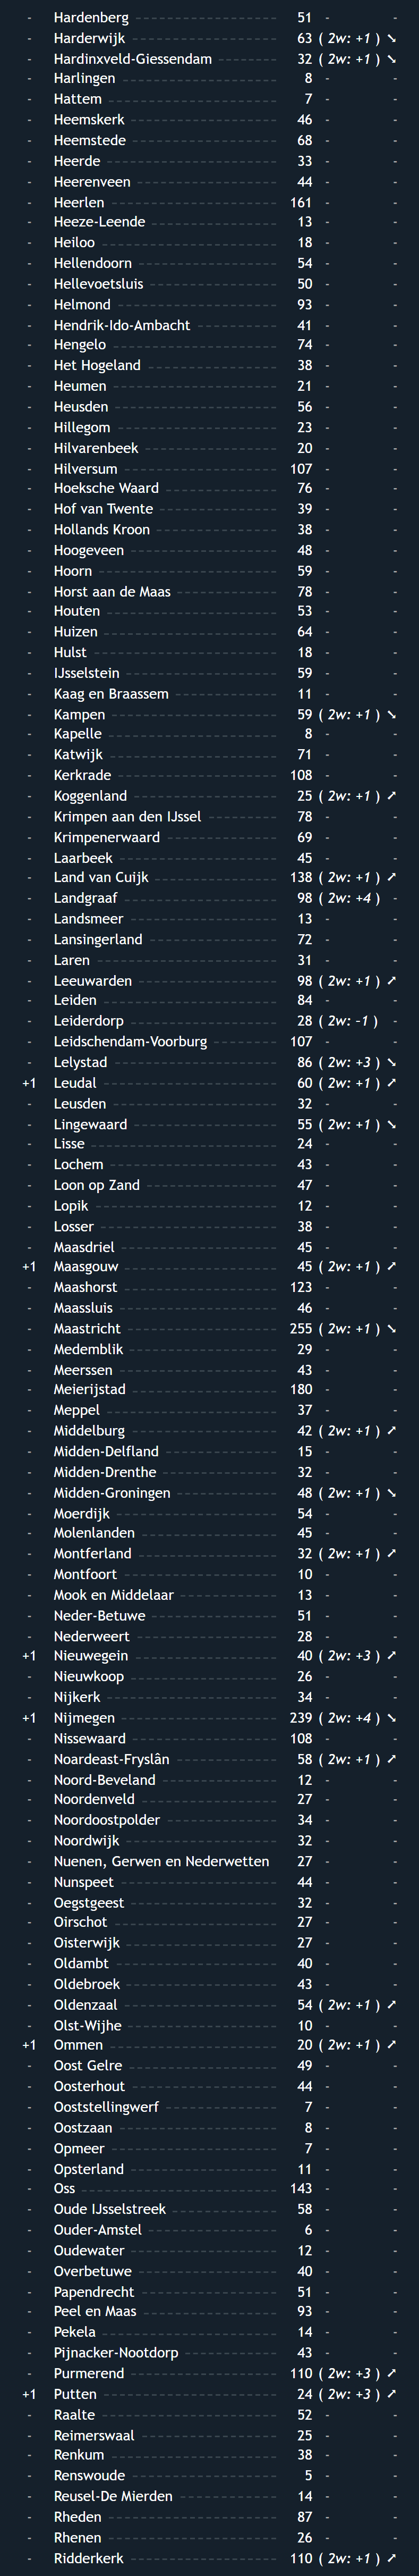 - Hardenberg 51 - -
- Harderwijk 63 ( 2w: +1 ) ➘
- Hardinxveld-Giessendam 32 ( 2w: +1 ) ➘
- Harlingen 8 - -
- Hattem 7 - -
- Heemskerk 46 - -
- Heemstede 68 - -
- Heerde 33 - -
- Heerenveen 44 - -
- Heerlen 161 - -
- Heeze-Leende 13 - -
- Heiloo 18 - -
- Hellendoorn 54 - -
- Hellevoetsluis 50 - -
- Helmond 93 - -
- Hendrik-Ido-Ambacht 41 - -
- Hengelo 74 - -
- Het Hogeland 38 - -
- Heumen 21 - -
- Heusden 56 - -
- Hillegom 23 - -
- Hilvarenbeek 20 - -
- Hilversum 107 - -
- Hoeksche Waard 76 - -
- Hof van Twente 39 - -
- Hollands Kroon 38 - -
- Hoogeveen 48 - -
- Hoorn 59 - -
- Horst aan de Maas 78 - -
- Houten 53 - -
- Huizen 64 - -
- Hulst 18 - -
- IJsselstein 59 - -
- Kaag en Braassem 11 - -
- Kampen 59 ( 2w: +1 ) ➘
- Kapelle 8 - -
- Katwijk 71 - -
- Kerkrade 108 - -
- Koggenland 25 ( 2w: +1 ) ➚
- Krimpen aan den IJssel 78 - -
- Krimpenerwaard 69 - -
- Laarbeek 45 - -
- Land van Cuijk 138 ( 2w: +1 ) ➚
- Landgraaf 98 ( 2w: +4 ) -
- Landsmeer 13 - -
- Lansingerland 72 - -
- Laren 31 - -
- Leeuwarden 98 ( 2w: +1 ) ➚
- Leiden 84 - -
- Leiderdorp 28 ( 2w: -1 ) -
- Leidschendam-Voorburg 107 - -
- Lelystad 86 ( 2w: +3 ) ➘
+1 Leudal 60 ( 2w: +1 ) ➚
- Leusden 32 - -
- Lingewaard 55 ( 2w: +1 ) ➘
- Lisse 24 - -
- Lochem 43 - -
- Loon op Zand 47 - -
- Lopik 12 - -
- Losser 38 - -
- Maasdriel 45 - -
+1 Maasgouw 45 ( 2w: +1 ) ➚
- Maashorst 123 - -
- Maassluis 46 - -
- Maastricht 255 ( 2w: +1 ) ➘
- Medemblik 29 - -
- Meerssen 43 - -
- Meierijstad 180 - -
- Meppel 37 - -
- Middelburg 42 ( 2w: +1 ) ➚
- Midden-Delfland 15 - -
- Midden-Drenthe 32 - -
- Midden-Groningen 48 ( 2w: +1 ) ➘
- Moerdijk 54 - -
- Molenlanden 45 - -
- Montferland 32 ( 2w: +1 ) ➚
- Montfoort 10 - -
- Mook en Middelaar 13 - -
- Neder-Betuwe 51 - -
- Nederweert 28 - -
+1 Nieuwegein 40 ( 2w: +3 ) ➚
- Nieuwkoop 26 - -
- Nijkerk 34 - -
+1 Nijmegen 239 ( 2w: +4 ) ➘
- Nissewaard 108 - -
- Noardeast-Fryslân 58 ( 2w: +1 ) ➚
- Noord-Beveland 12 - -
- Noordenveld 27 - -
- Noordoostpolder 34 - -
- Noordwijk 32 - -
- Nuenen, Gerwen en Nederwetten 27 - -
- Nunspeet 44 - -
- Oegstgeest 32 - -
- Oirschot 27 - -
- Oisterwijk 27 - -
- Oldambt 40 - -
- Oldebroek 43 - -
- Oldenzaal 54 ( 2w: +1 ) ➚
- Olst-Wijhe 10 - -
+1 Ommen 20 ( 2w: +1 ) ➚
- Oost Gelre 49 - -
- Oosterhout 44 - -
- Ooststellingwerf 7 - -
- Oostzaan 8 - -
- Opmeer 7 - -
- Opsterland 11 - -
- Oss 143 - -
- Oude IJsselstreek 58 - -
- Ouder-Amstel 6 - -
- Oudewater 12 - -
- Overbetuwe 40 - -
- Papendrecht 51 - -
- Peel en Maas 93 - -
- Pekela 14 - -
- Pijnacker-Nootdorp 43 - -
- Purmerend 110 ( 2w: +3 ) ➚
+1 Putten 24 ( 2w: +3 ) ➚
- Raalte 52 - -
- Reimerswaal 25 - -
- Renkum 38 - -
- Renswoude 5 - -
- Reusel-De Mierden 14 - -
- Rheden 87 - -
- Rhenen 26 - -
- Ridderkerk 110 ( 2w: +1 ) ➚